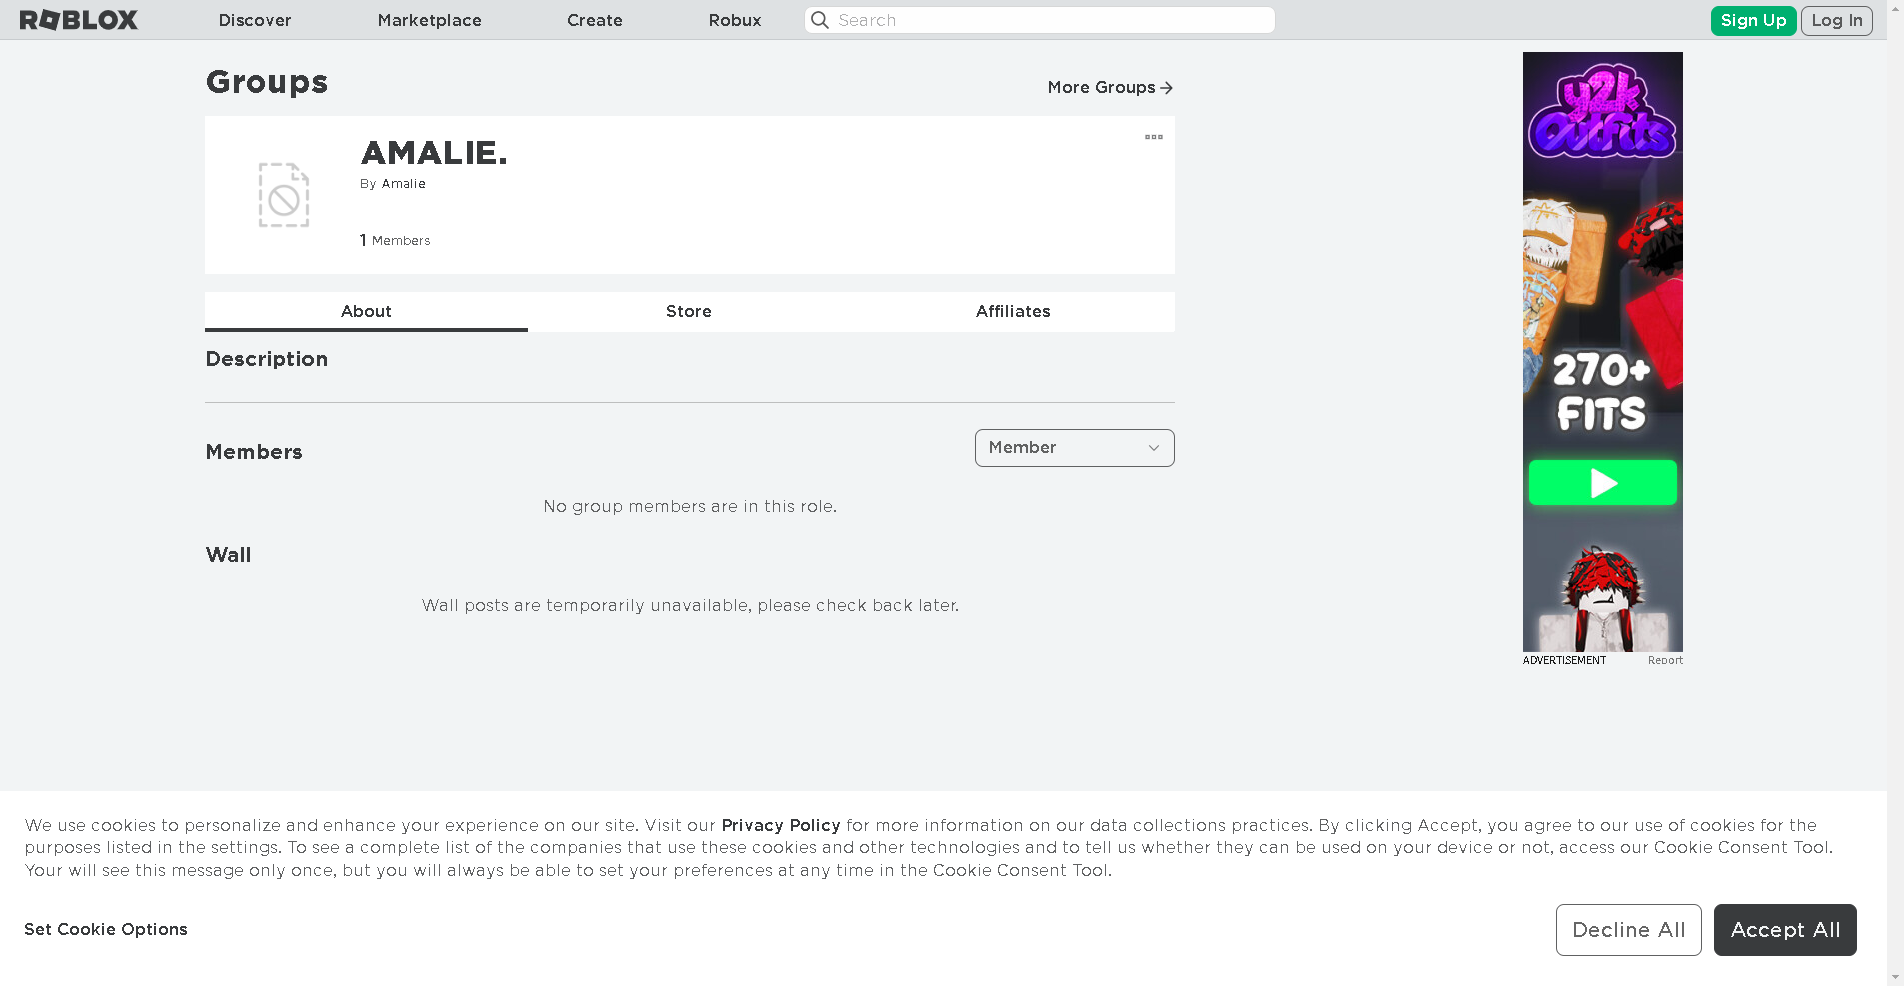 ROBLOX Discover Marketplace Create Robux Search Sign Up Log In
Groups
More Groups
AMALIE.
By Amalie
1 Members
About Store Affiliates
Description
Members
Member
No group members are in this role.
Wall
Wall posts are temporarily unavailable, please check back later.
y2k
Outfits
270+
FITS
ADVERTISEMENT Report
We use cookies to personalize and enhance your experience on our site. Visit our Privacy Policy for more information on our data collections practices. By clicking Accept, you agree to our use of cookies for the
purposes listed in the settings. To see a complete list of the companies that use these cookies and other technologies and to tell us whether they can be used on your device or not, access our Cookie Consent Tool.
Your will see this message only once, but you will always be able to set your preferences at any time in the Cookie Consent Tool.
Set Cookie Options
Decline All Accept All